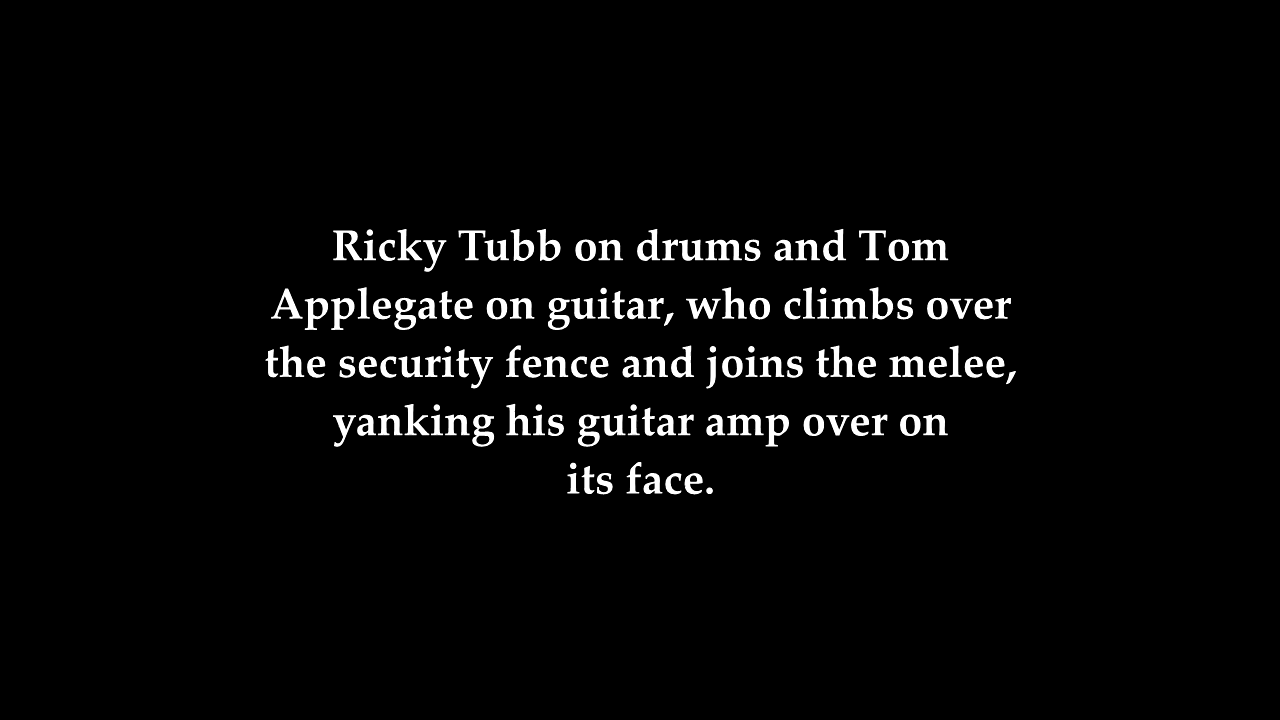 Ricky Tubb on drums and Tom
Applegate on guitar, who climbs over
the security fence and joins the melee,
yanking his guitar amp over on
its face.